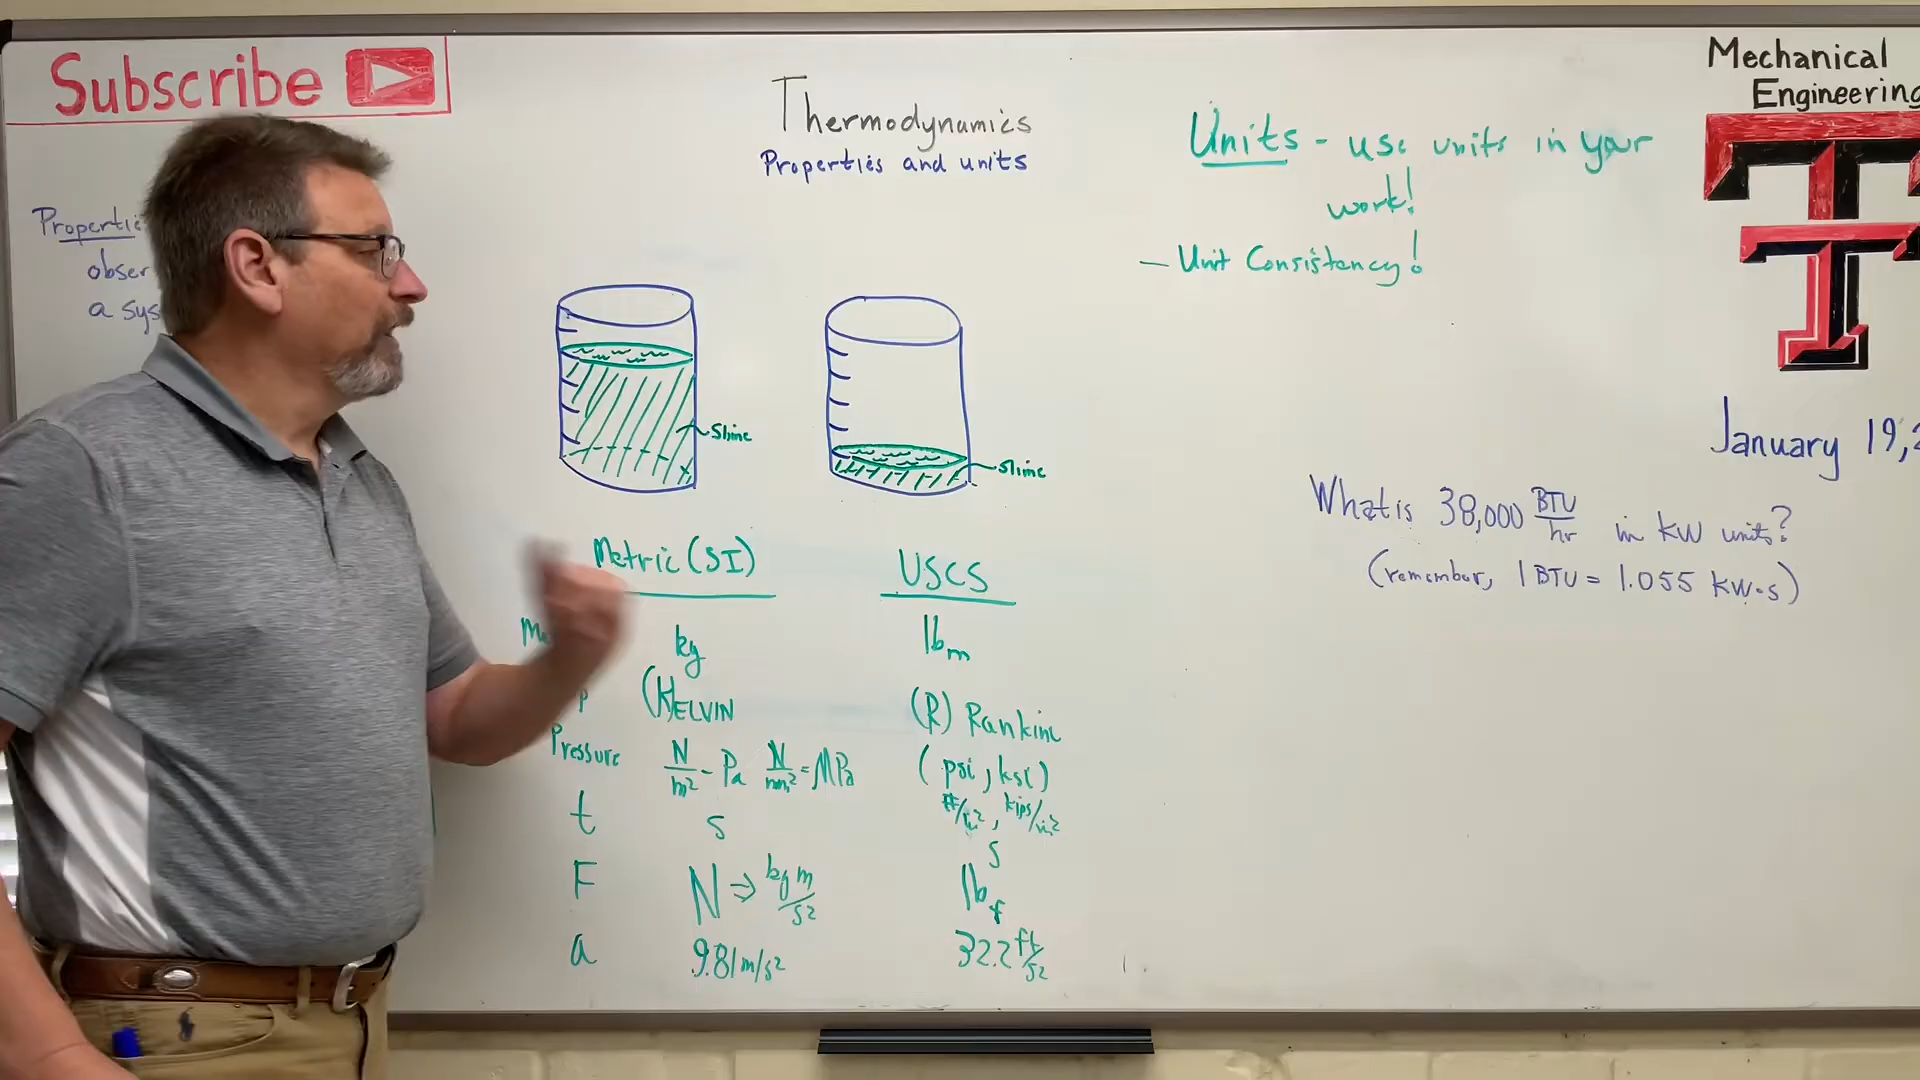 Subscribe
Thermodynamics
Properties and units
Units - use units in your
work!
- Unit Consistency!
Mechanical
Engineering
January 19,
Propertie
obser
a sys
Slime
Slime
What is 38,000 BTU/hr in KW units?
(remember, 1 BTU = 1.055 KW·s)
Metric (SI) USCS
kg lbm
(K)ELVIN (R) Rankine
Pressure N/m² - Pa N/mm² = MPa (psi, ksi)
#/in², kips/in²
t s s
F N ⇒ kg m/s² lbf
a 9.81 m/s² 32.2 ft/s²